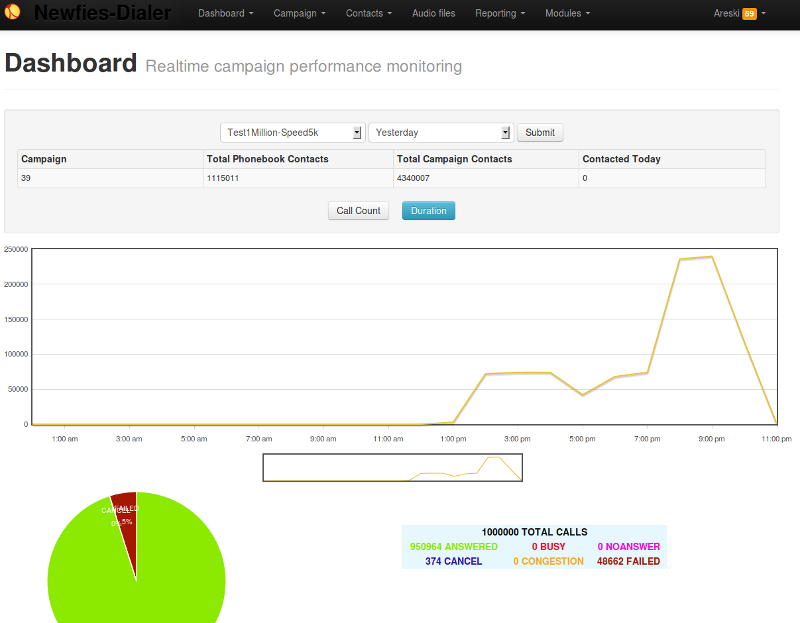 Newfies-Dialer Dashboard Campaign Contacts Audio files Reporting Modules Areski 89
Dashboard Realtime campaign performance monitoring
Test1Million-Speed5k Yesterday Submit
Campaign Total Phonebook Contacts Total Campaign Contacts Contacted Today
39 1115011 4340007 0
Call Count Duration
250000
200000
150000
100000
50000
0
1:00 am 3:00 am 5:00 am 7:00 am 9:00 am 11:00 am 1:00 pm 3:00 pm 5:00 pm 7:00 pm 9:00 pm 11:00 pm
CANCEL FAILED
0% 5%
1000000 TOTAL CALLS
950964 ANSWERED 0 BUSY 0 NOANSWER
374 CANCEL 0 CONGESTION 48662 FAILED